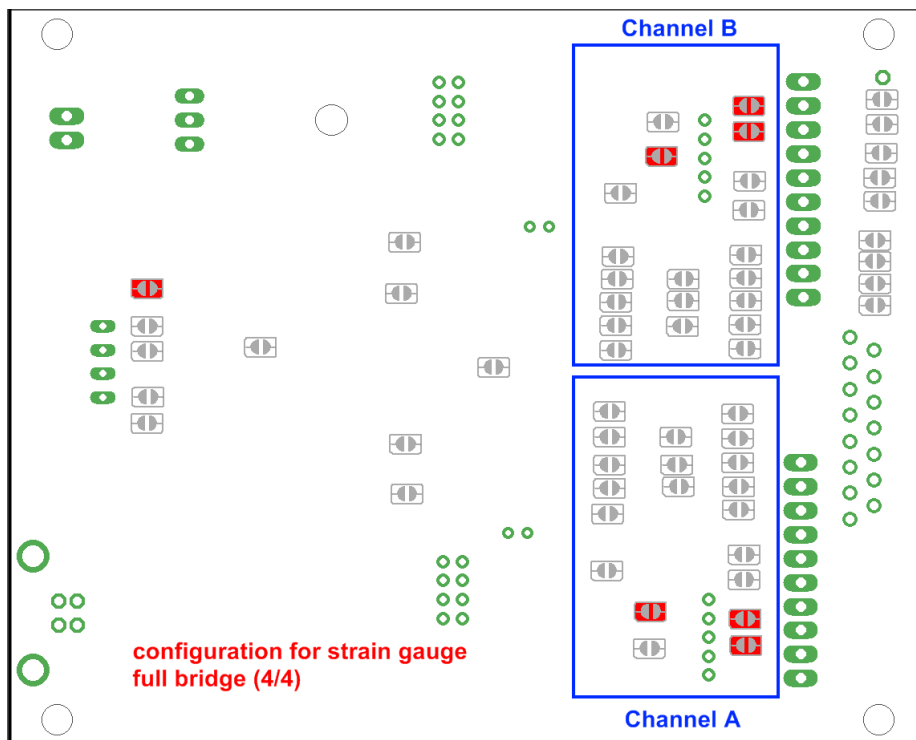 Channel B
configuration for strain gauge
full bridge (4/4)
Channel A